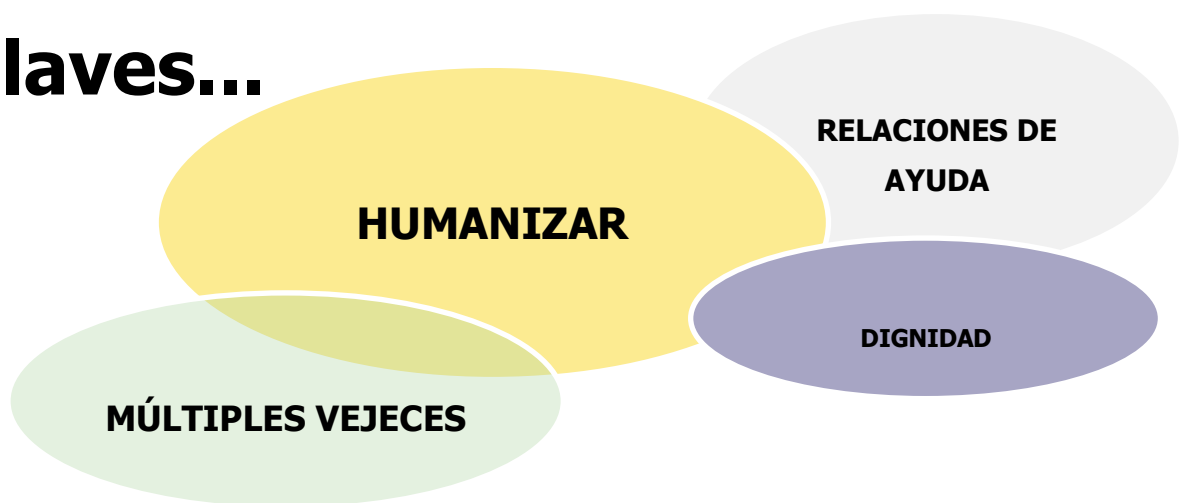 laves...
RELACIONES DE
AYUDA
HUMANIZAR
DIGNIDAD
MÚLTIPLES VEJECES